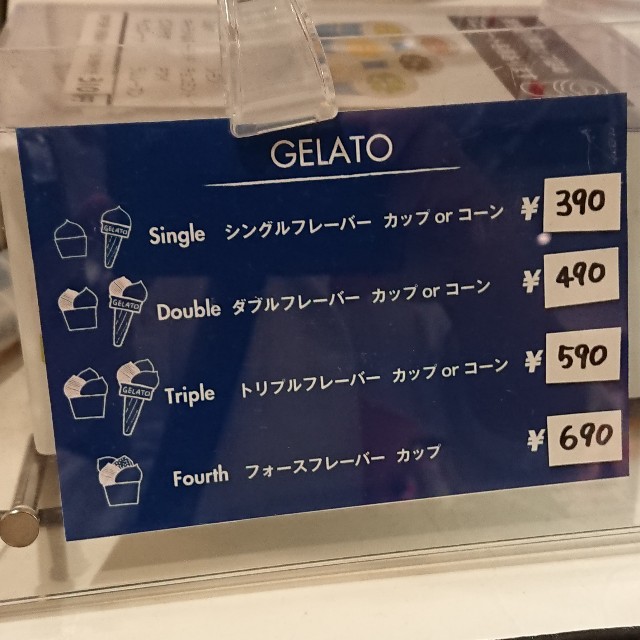 GELATO
GELATO Single シングルフレーバー カップ or コーン ¥ 390
GELATO Double ダブルフレーバー カップ or コーン ¥ 490
GELATO Triple トリプルフレーバー カップ or コーン ¥ 590
Fourth フォースフレーバー カップ ¥ 690